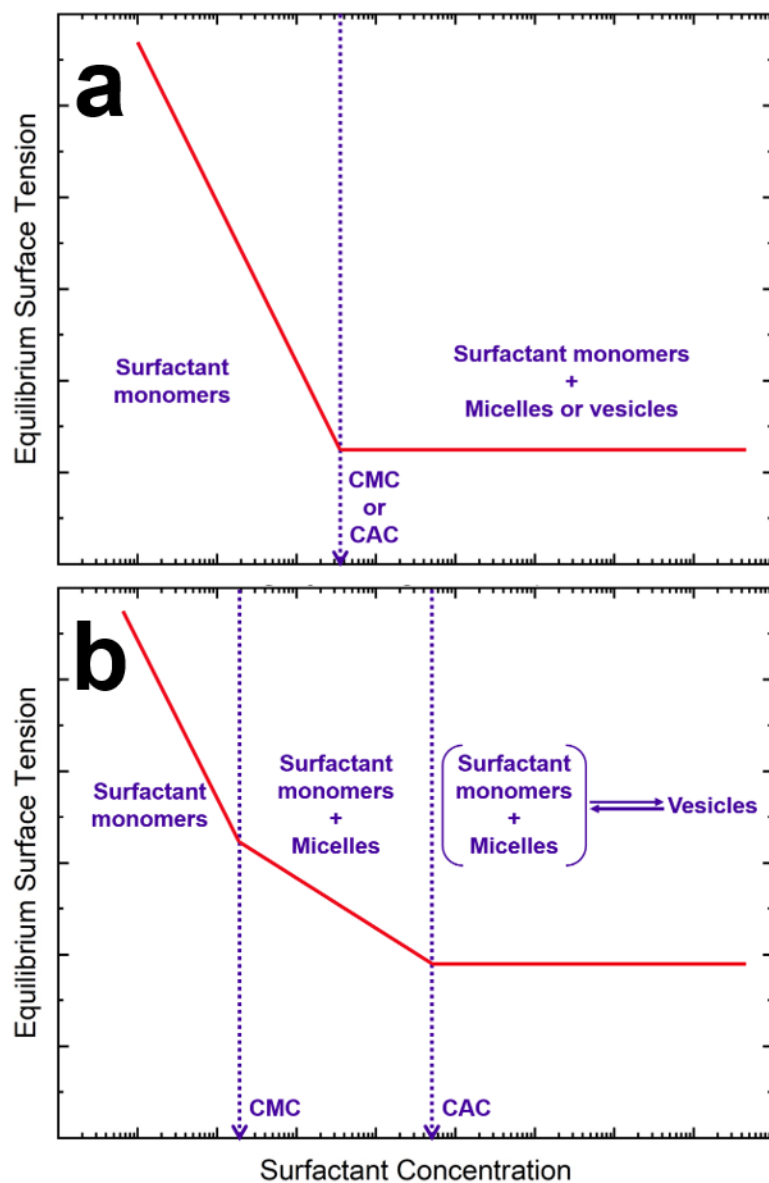 a
Equilibrium Surface Tension
Surfactant
monomers
Surfactant monomers
+
Micelles or vesicles
CMC
or
CAC
b
Equilibrium Surface Tension
Surfactant
monomers
Surfactant
monomers
+
Micelles
Surfactant
monomers
+
Micelles
Vesicles
CMC
CAC
Surfactant Concentration